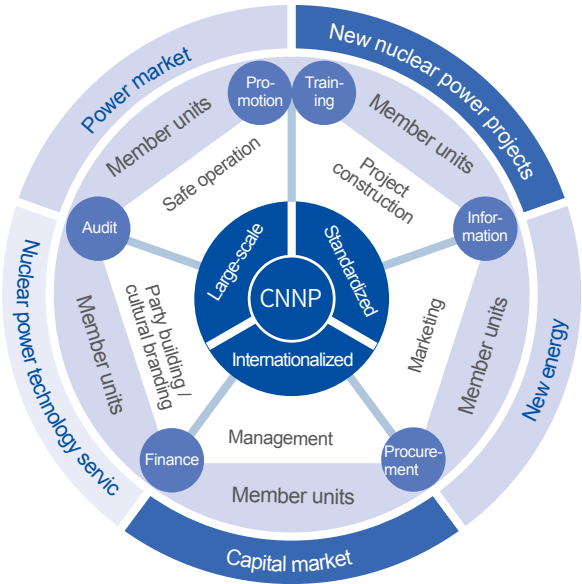 Power market
New nuclear power projects
New energy
Capital market
Nuclear power technology servic
Pro-
motion
Train-
ing
Infor-
mation
Procure-
ment
Finance
Audit
Member units
Member units
Member units
Member units
Member units
Safe operation
Project
construction
Marketing
Management
Party building /
cultural branding
Large-scale
Standardized
Internationalized
CNNP